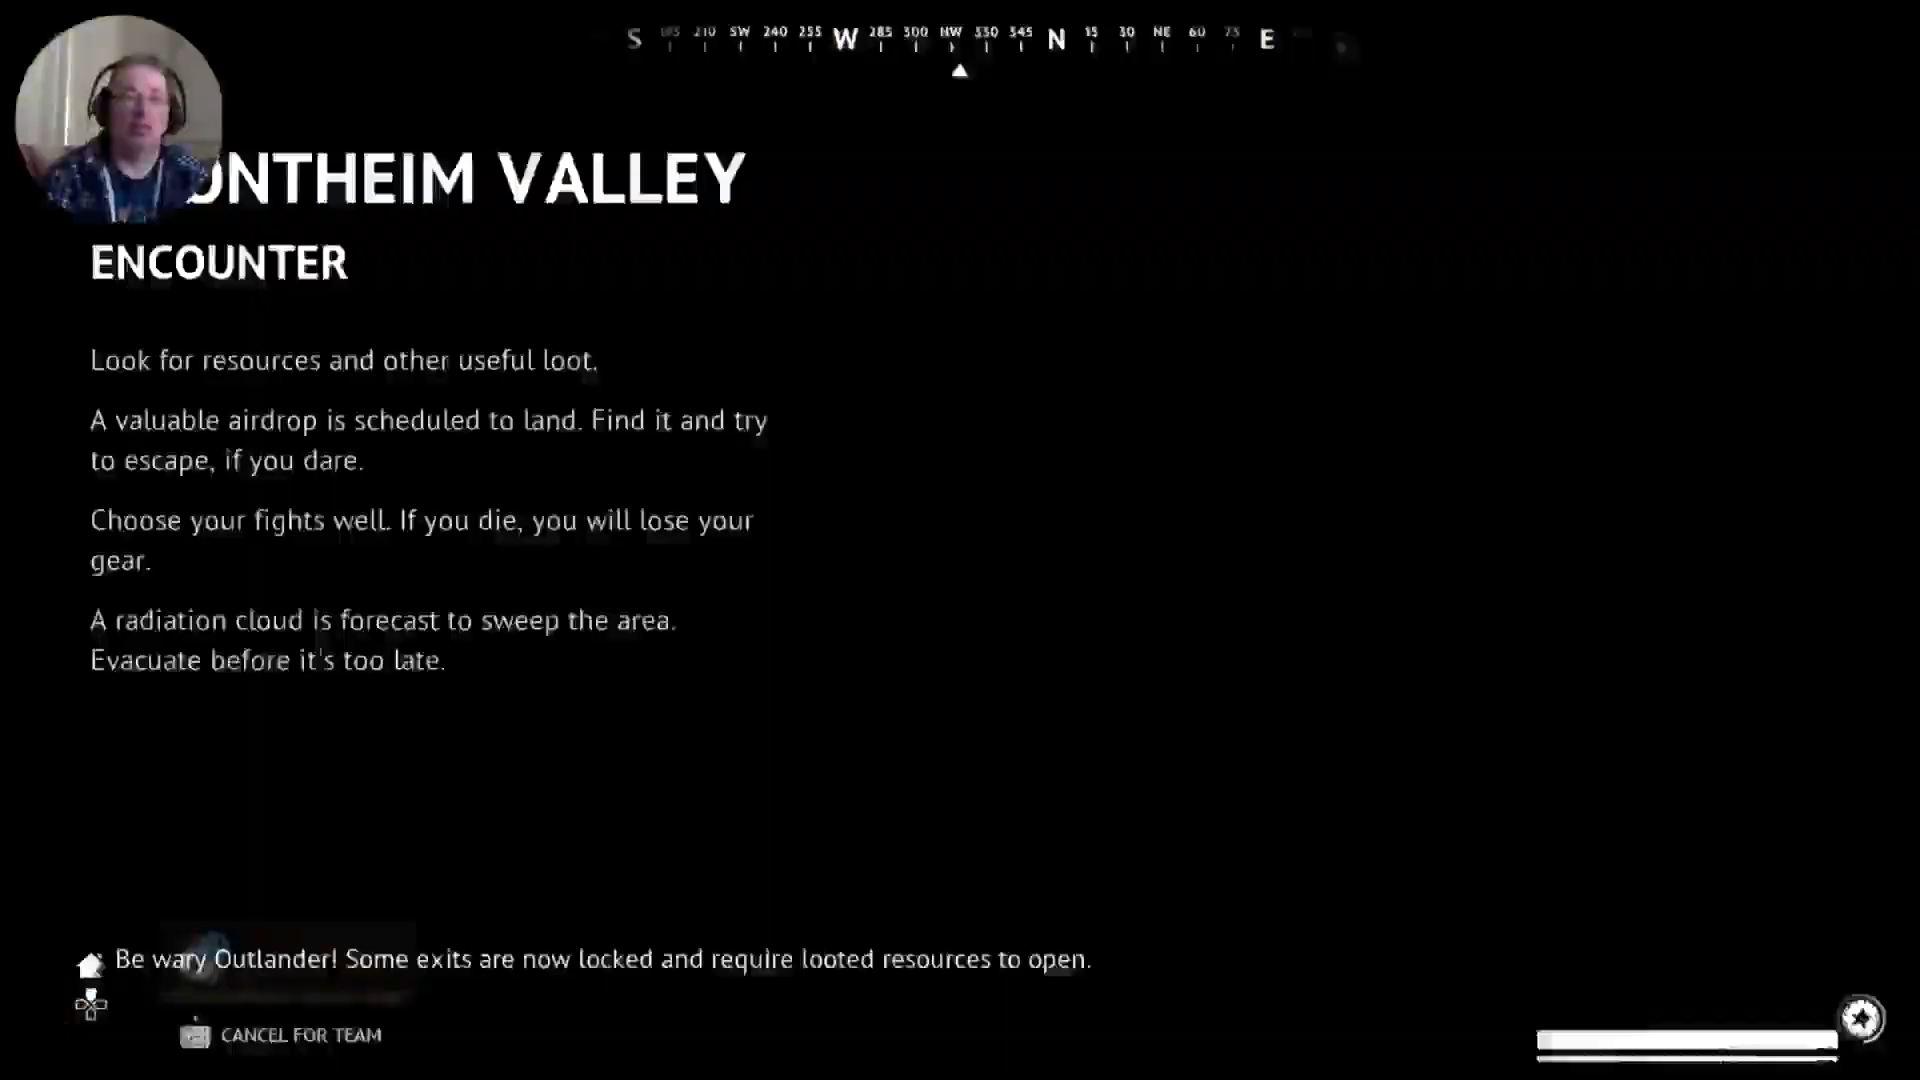 S 195 210 SW 240 255 W 285 300 NW 330 345 N 15 30 NE 60 75 E
ONTHEIM VALLEY
ENCOUNTER
Look for resources and other useful loot.
A valuable airdrop is scheduled to land. Find it and try
to escape, if you dare.
Choose your fights well. If you die, you will lose your
gear.
A radiation cloud is forecast to sweep the area.
Evacuate before it's too late.
Be wary Outlander! Some exits are now locked and require looted resources to open.
CANCEL FOR TEAM